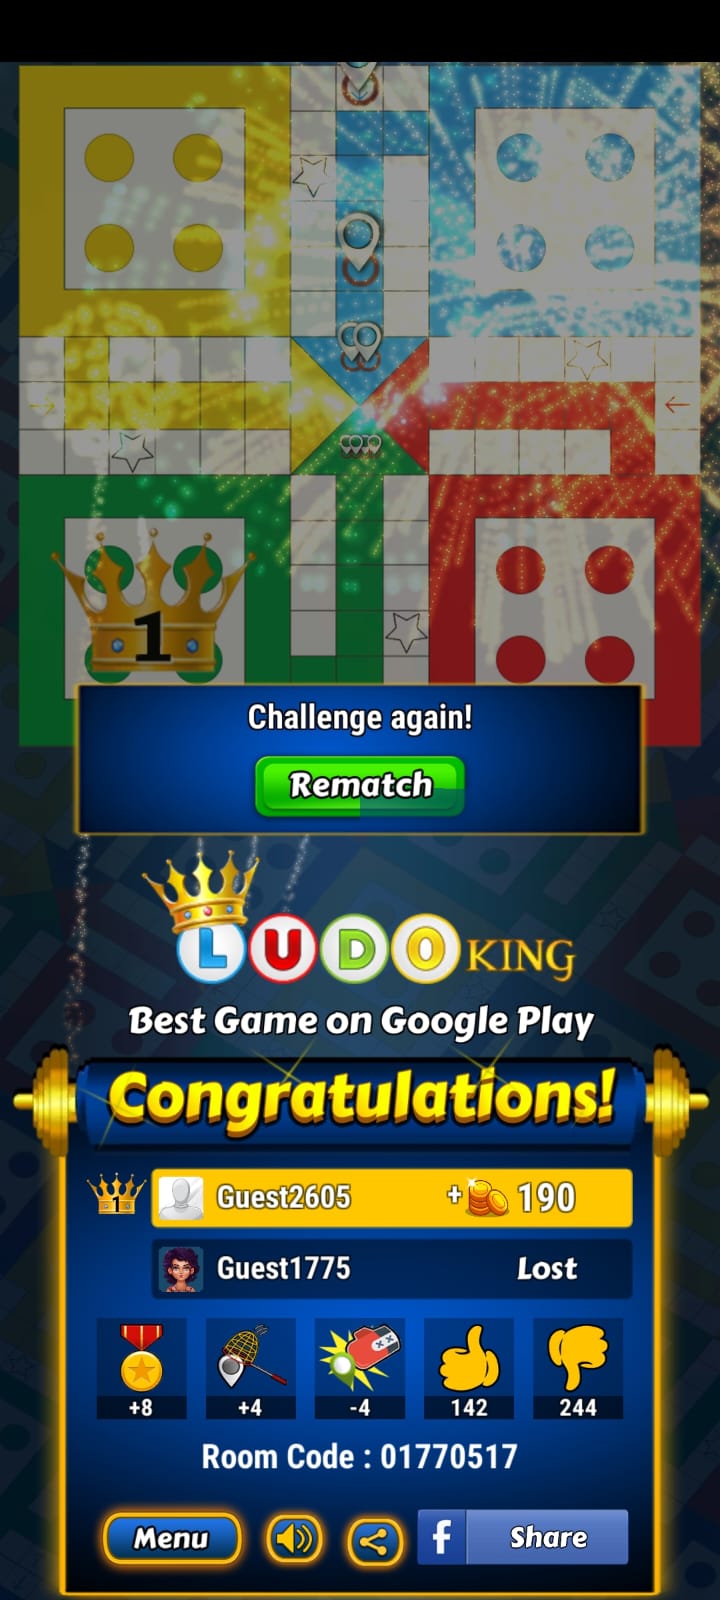 1
Challenge again!
Rematch
LUDO KING
Best Game on Google Play
Congratulations!
1 Guest2605 + 190
Guest1775 Lost
+8 +4 -4 142 244
Room Code : 01770517
Menu f Share